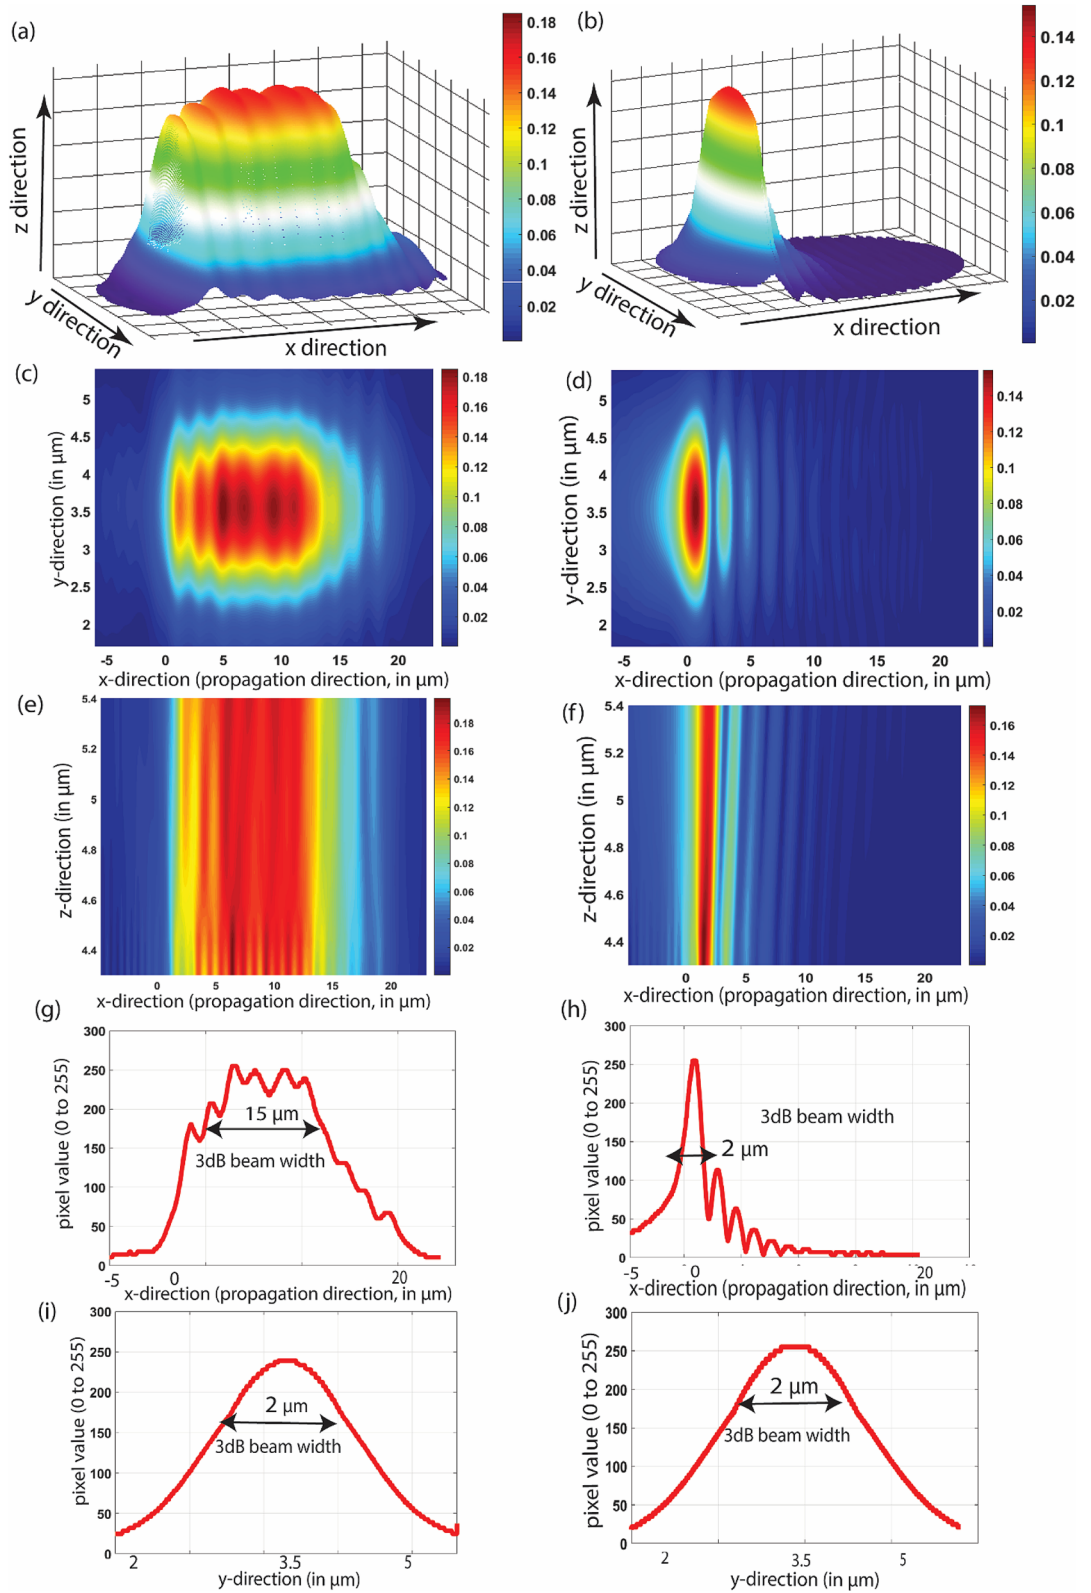 (a)
z direction
y direction
x direction
0.18
0.16
0.14
0.12
0.1
0.08
0.06
0.04
0.02
(b)
z direction
y direction
x direction
0.14
0.12
0.1
0.08
0.06
0.04
0.02
(c)
y-direction (in µm)
5
4.5
4
3.5
3
2.5
2
-5 0 5 10 15 20
x-direction (propagation direction, in µm)
0.18
0.16
0.14
0.12
0.1
0.08
0.06
0.04
0.02
(d)
y-direction (in µm)
5
4.5
4
3.5
3
2.5
2
-5 0 5 10 15 20
x-direction (propagation direction, in µm)
0.14
0.12
0.1
0.08
0.06
0.04
0.02
(e)
z-direction (in µm)
5.4
5.2
5
4.8
4.6
4.4
0 5 10 15 20
x-direction (propagation direction, in µm)
0.18
0.16
0.14
0.12
0.1
0.08
0.06
0.04
0.02
(f)
z-direction (in µm)
5.4
5.2
5
4.8
4.6
4.4
0 5 10 15 20
x-direction (propagation direction, in µm)
0.16
0.14
0.12
0.1
0.08
0.06
0.04
0.02
(g)
pixel value (0 to 255)
300
250
200
150
100
50
0
15 µm
3dB beam width
-5 0 20
x-direction (propagation direction, in µm)
(h)
pixel value (0 to 255)
300
250
200
150
100
50
0
3dB beam width
2 µm
-5 0 20
x-direction (propagation direction, in µm)
(i)
pixel value (0 to 255)
300
250
200
150
100
50
0
2 µm
3dB beam width
2 3.5 5
y-direction (in µm)
(j)
pixel value (0 to 255)
300
250
200
150
100
50
0
2 µm
3dB beam width
2 3.5 5
y-direction (in µm)